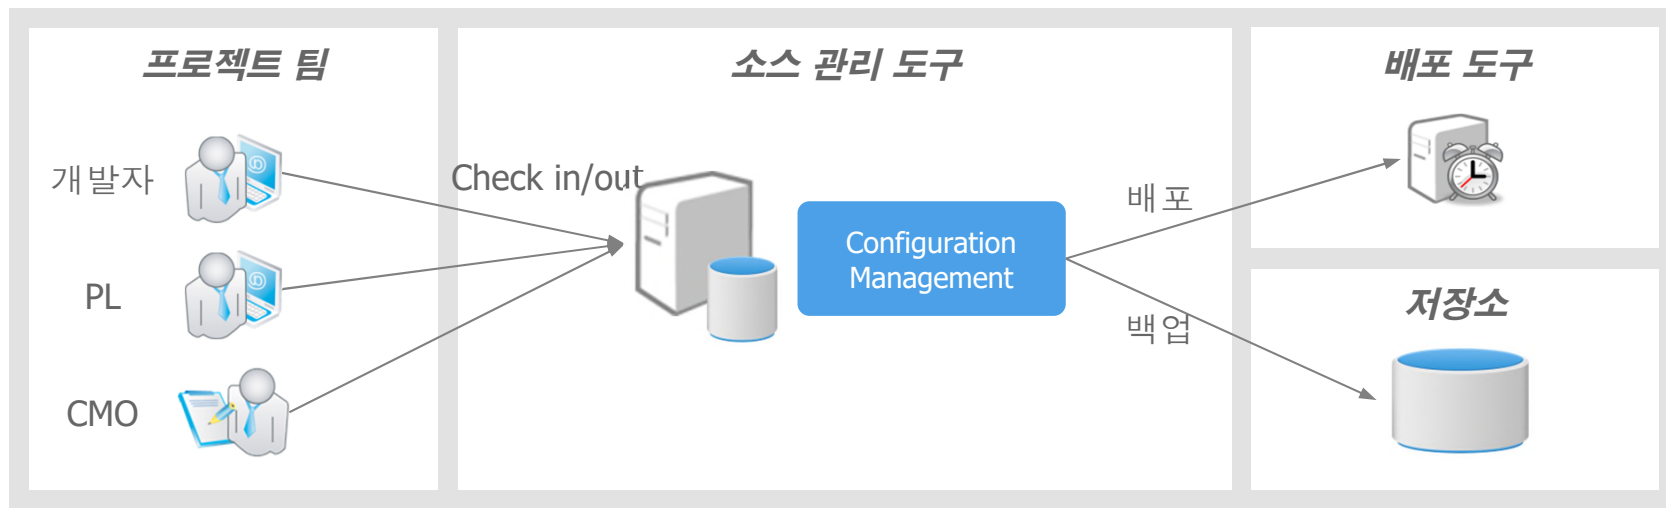 프로젝트 팀
개발자
PL
CMO
소스 관리 도구
Check in/out
Configuration
Management
배포
백업
배포 도구
저장소